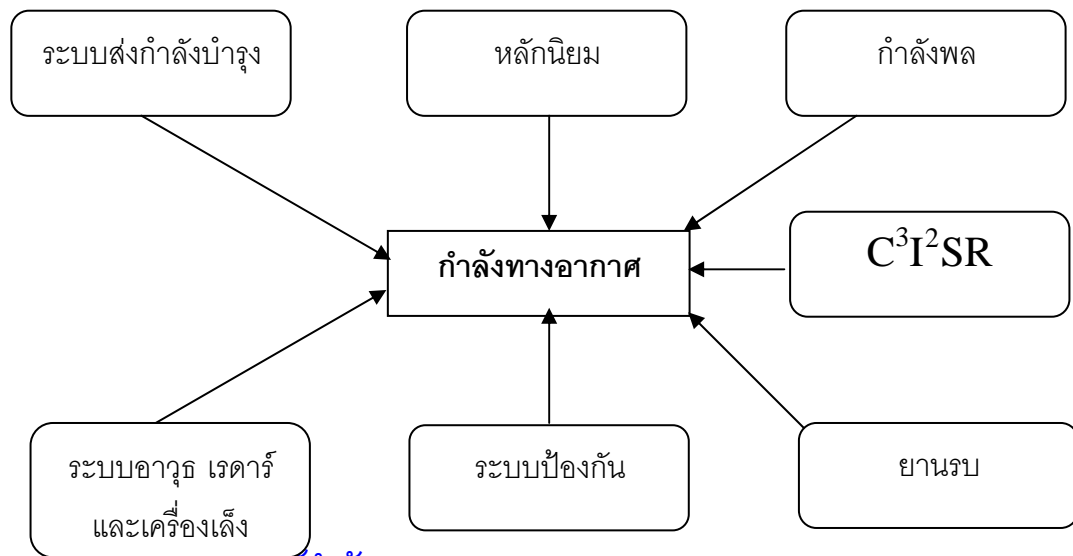 ระบบส่งกำลังบำรุง
หลักนิยม
กำลังพล
กำลังทางอากาศ
C³I²SR
ระบบอาวุธ เรดาร์
และเครื่องเล็ง
ระบบป้องกัน
ยานรบ